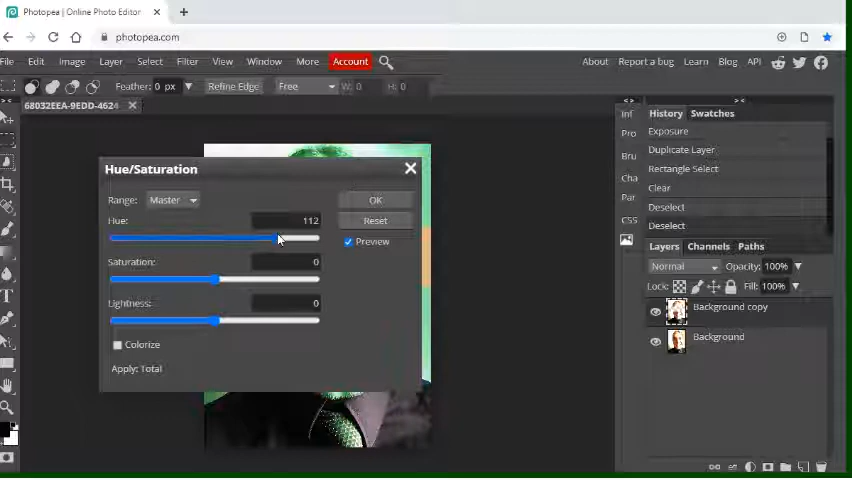 Photopea | Online Photo Editor
photopea.com
File Edit Image Layer Select Filter View Window More Account About Report a bug Learn Blog API
Feather: 0 px Refine Edge Free W: 0 H: 0
68032EEA-9EDD-4624
Hue/Saturation
Range: Master OK
Hue: 112 Reset
Preview
Saturation: 0
Lightness: 0
Colorize
Apply: Total
Inf
Pro
Bru
Cha
Par
CSS
History Swatches
Exposure
Duplicate Layer
Rectangle Select
Clear
Deselect
Deselect
Layers Channels Paths
Normal Opacity: 100%
Lock: Fill: 100%
Background copy
Background